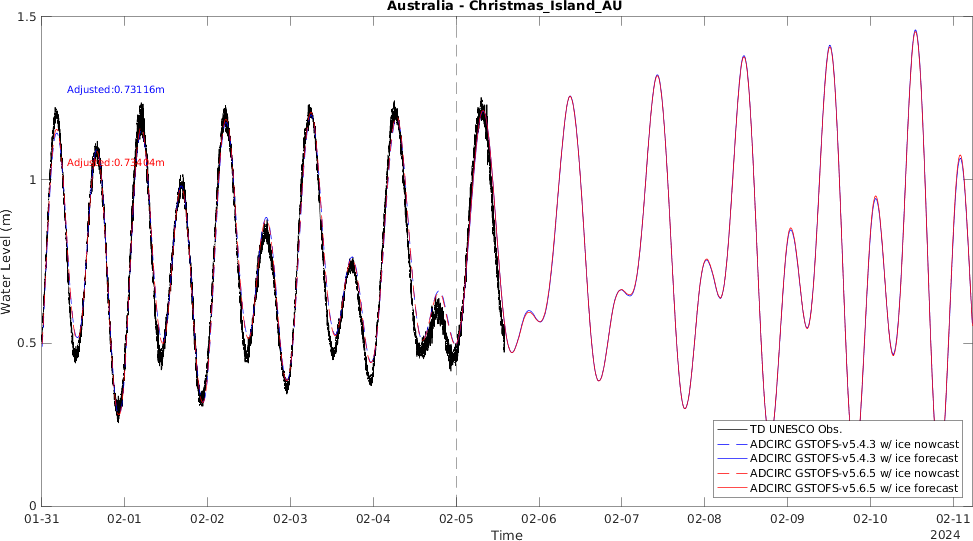 Australia - Christmas_Island_AU
1.5
Adjusted:0.73116m
Adjusted:0.73404m
1
Water Level (m)
0.5
TD UNESCO Obs.
ADCIRC GSTOFS-v5.4.3 w/ ice nowcast
ADCIRC GSTOFS-v5.4.3 w/ ice forecast
ADCIRC GSTOFS-v5.6.5 w/ ice nowcast
ADCIRC GSTOFS-v5.6.5 w/ ice forecast
0
01-31 02-01 02-02 02-03 02-04 02-05 02-06 02-07 02-08 02-09 02-10 02-11
Time
2024